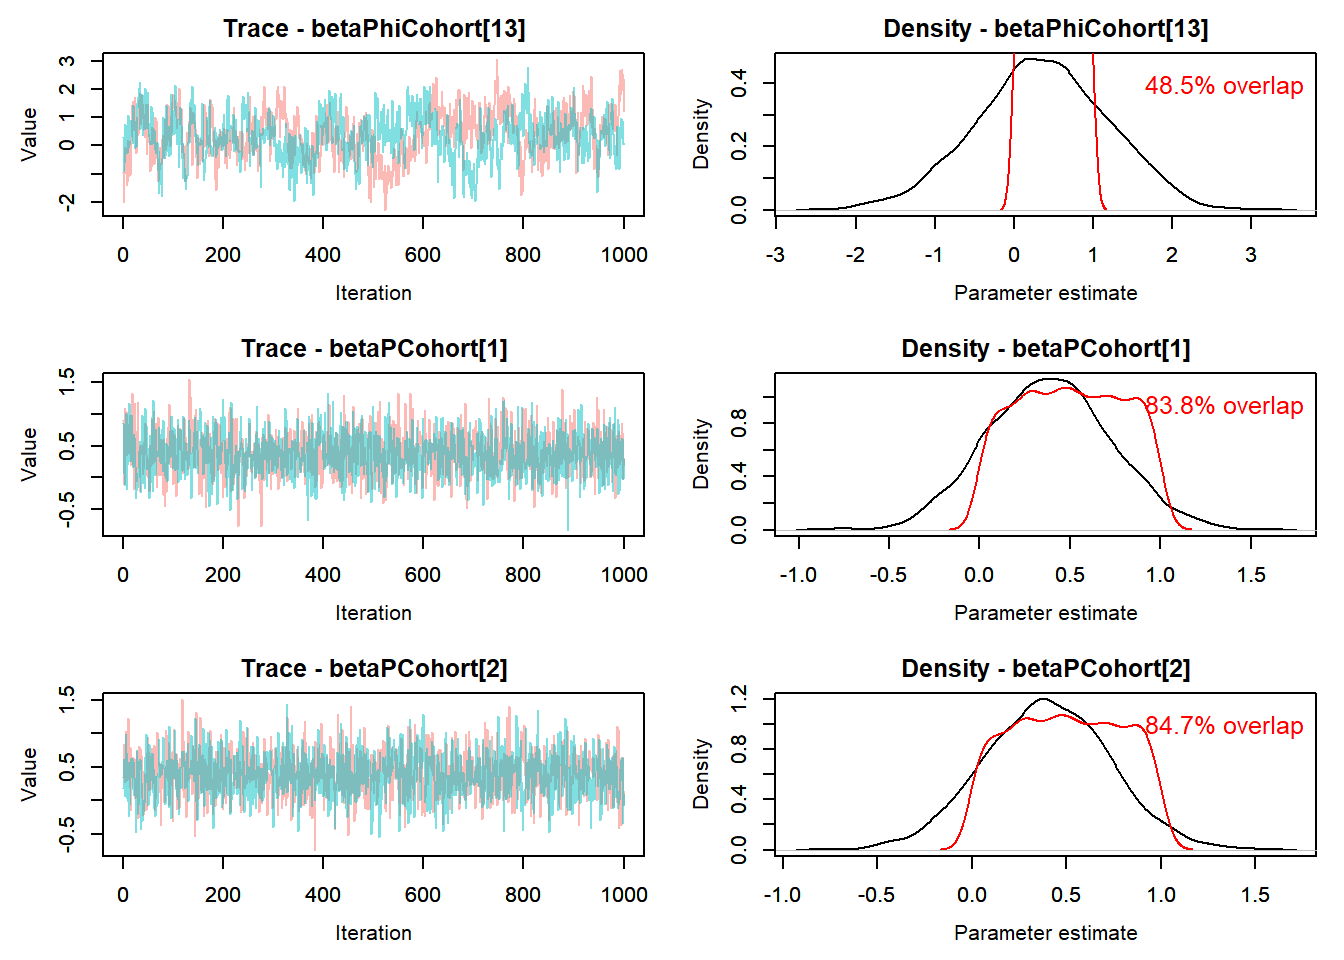 Trace - betaPhiCohort[13]
Value
3
2
1
0
-2
0 200 400 600 800 1000
Iteration
Density - betaPhiCohort[13]
Density
0.4
0.2
0.0
48.5% overlap
-3 -2 -1 0 1 2 3
Parameter estimate
Trace - betaPCohort[1]
Value
1.5
0.5
-0.5
0 200 400 600 800 1000
Iteration
Density - betaPCohort[1]
Density
0.8
0.4
0.0
83.8% overlap
-1.0 -0.5 0.0 0.5 1.0 1.5
Parameter estimate
Trace - betaPCohort[2]
Value
1.5
0.5
-0.5
0 200 400 600 800 1000
Iteration
Density - betaPCohort[2]
Density
1.2
0.8
0.4
0.0
84.7% overlap
-1.0 -0.5 0.0 0.5 1.0 1.5
Parameter estimate